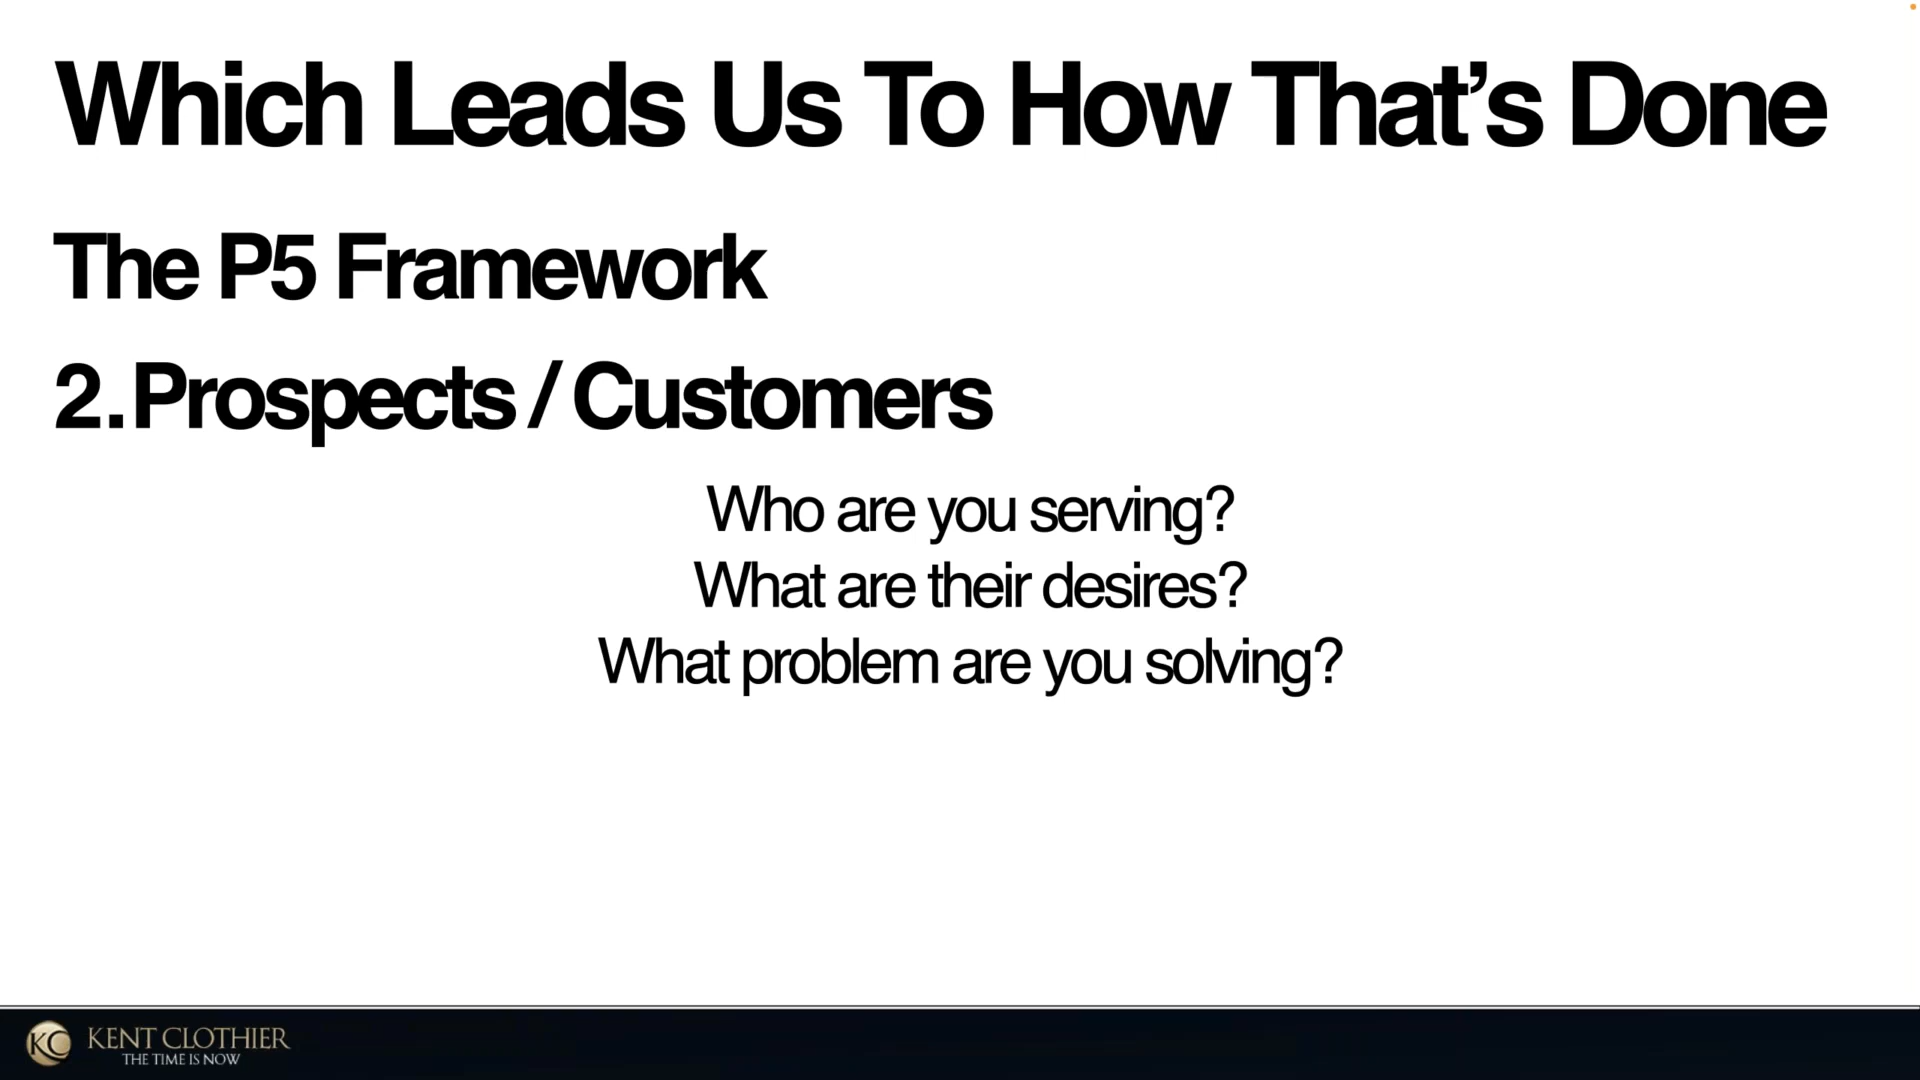 Which Leads Us To How That’s Done
The P5 Framework
2. Prospects / Customers
Who are you serving?
What are their desires?
What problem are you solving?
KC
KENT CLOTHIER
THE TIME IS NOW